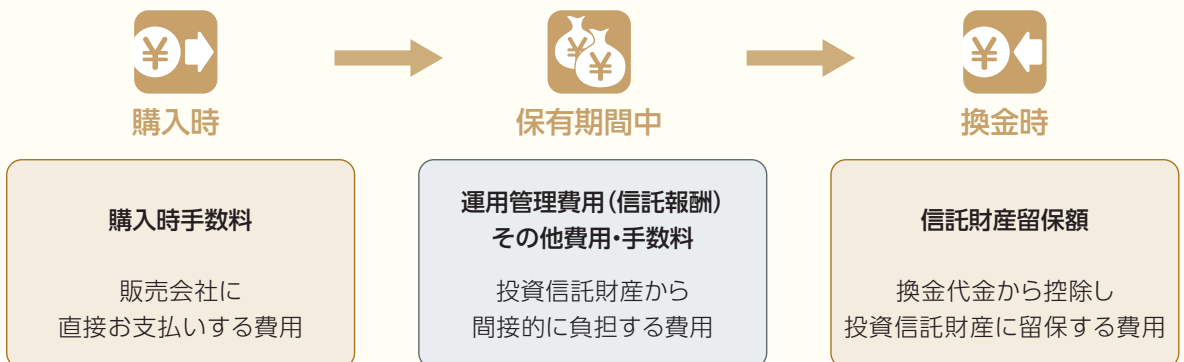 購入時
保有期間中
換金時
購入時手数料
販売会社に
直接お支払いする費用
運用管理費用(信託報酬)
その他費用・手数料
投資信託財産から
間接的に負担する費用
信託財産留保額
換金代金から控除し
投資信託財産に留保する費用